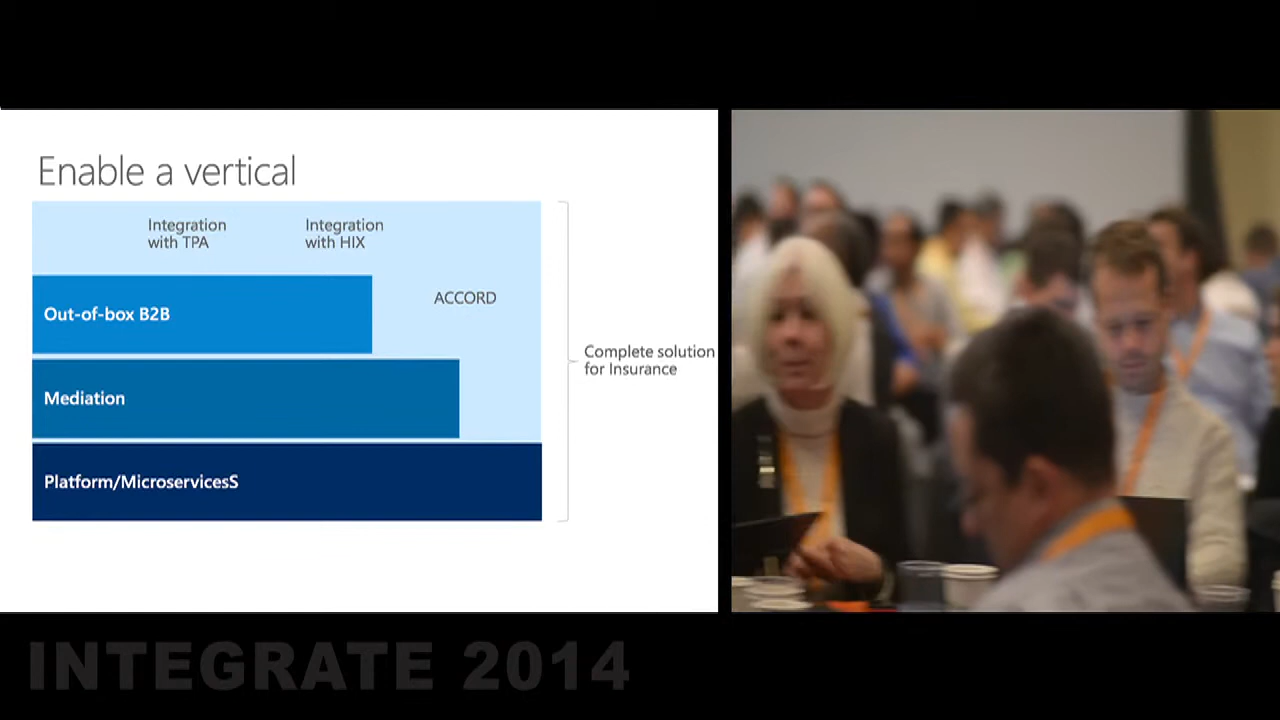 Enable a vertical
Integration
with TPA
Integration
with HIX
Out-of-box B2B
ACCORD
Complete solution
for Insurance
Mediation
Platform/MicroservicesS
INTEGRATE 2014